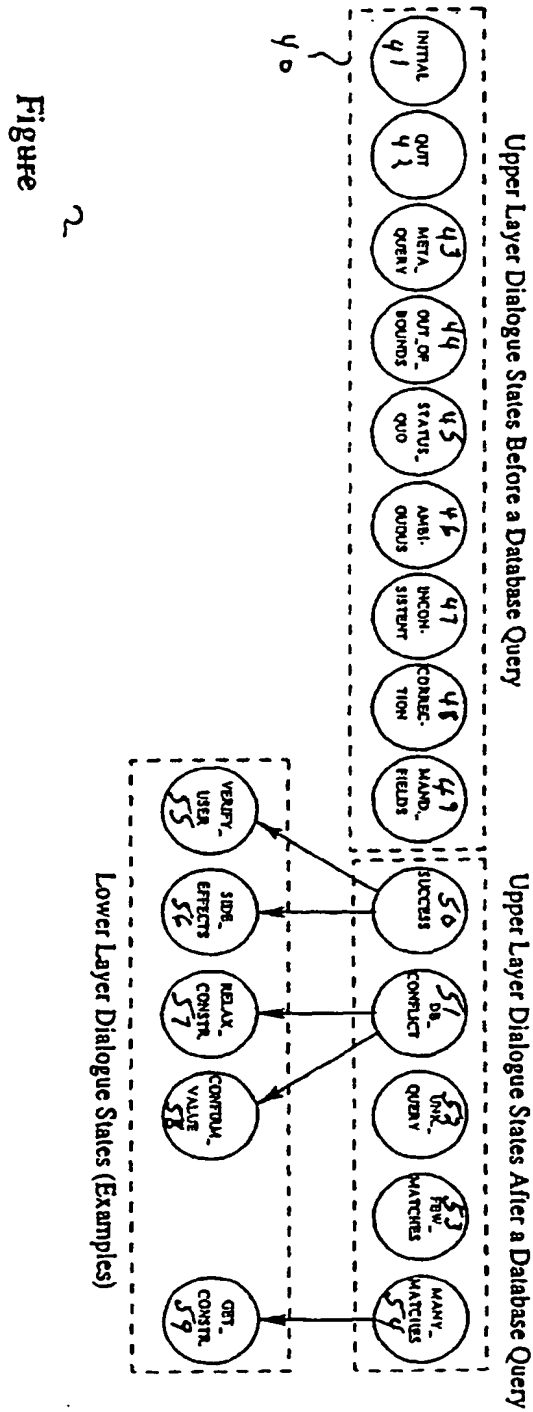 Upper Layer Dialogue States Before a Database Query
INITIAL
41
QUIT
42
43
META_
QUERY
44
OUT_OF_
BOUNDS
45
STATUS_
QUO
46
AMBI-
OUDUS
47
INCON-
SISTENT
48
CORREC-
TION
49
MAND_
FIELDS
40
Upper Layer Dialogue States After a Database Query
50
SUCCESS
51
DB_
CONFLICT
UNK_
QUERY
53
FEW_
MATCHES
MANY_
MATCHES
54
VERIFY_
USER
55
SIDE_
EFFECTS
56
RELAX_
CONSTR
57
CONFIRM_
VALUE
58
GET_
CONSTR
59
Lower Layer Dialogue States (Examples)
Figure
2